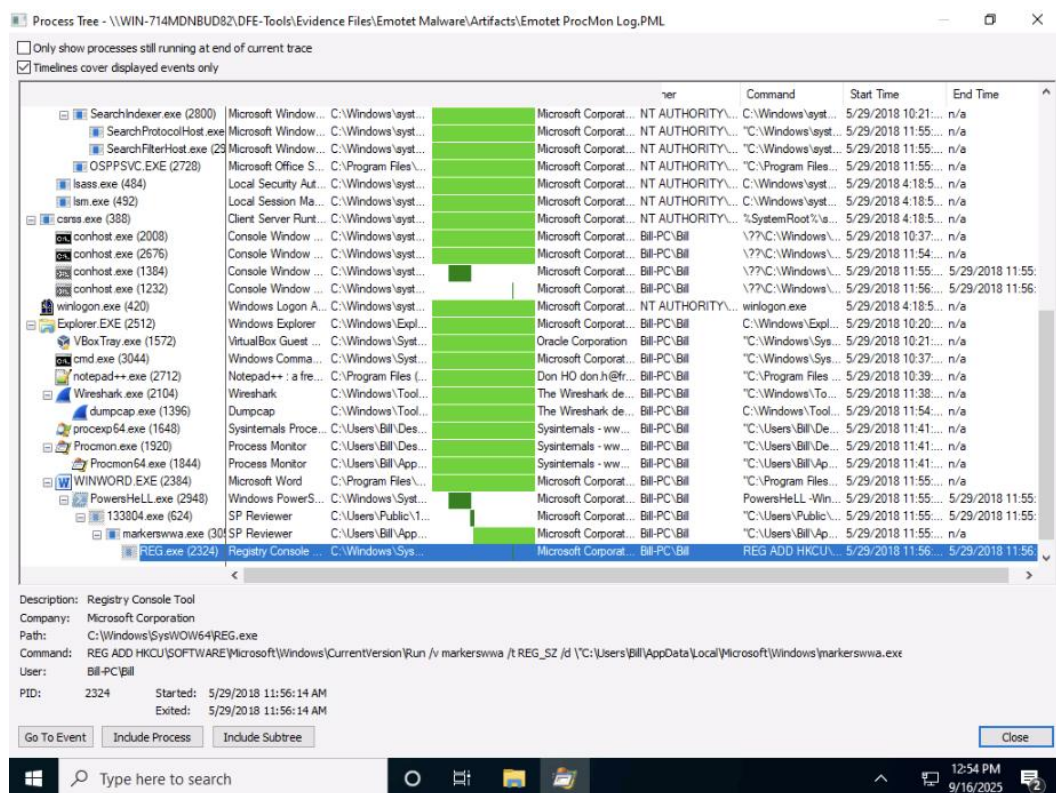 Process Tree - \\WIN-714MDNBUD82\DFE-Tools\Evidence Files\Emotet Malware\Artifacts\Emotet ProcMon Log.PML
Only show processes still running at end of current trace
Timelines cover displayed events only
ner Command Start Time End Time
SearchIndexer.exe (2800) Microsoft Window... C:\Windows\syst... Microsoft Corporat... NT AUTHORITY\... C:\Windows\syst... 5/29/2018 10:21:... n/a
SearchProtocolHost.exe Microsoft Window... C:\Windows\syst... Microsoft Corporat... NT AUTHORITY\... "C:\Windows\syst... 5/29/2018 11:55:... n/a
SearchFilterHost.exe (29 Microsoft Window... C:\Windows\syst... Microsoft Corporat... NT AUTHORITY\... "C:\Windows\syst... 5/29/2018 11:55:... n/a
OSPPSVC.EXE (2728) Microsoft Office S... C:\Program Files\... Microsoft Corporat... NT AUTHORITY\... "C:\Program Files... 5/29/2018 11:55:... n/a
lsass.exe (484) Local Security Aut... C:\Windows\syst... Microsoft Corporat... NT AUTHORITY\... C:\Windows\syst... 5/29/2018 4:18:5... n/a
lsm.exe (492) Local Session Ma... C:\Windows\syst... Microsoft Corporat... NT AUTHORITY\... C:\Windows\syst... 5/29/2018 4:18:5... n/a
csrss.exe (388) Client Server Runt... C:\Windows\syst... Microsoft Corporat... NT AUTHORITY\... %SystemRoot%\s... 5/29/2018 4:18:5... n/a
conhost.exe (2008) Console Window ... C:\Windows\syst... Microsoft Corporat... Bill-PC\Bill \??\C:\Windows\... 5/29/2018 10:37:... n/a
conhost.exe (2676) Console Window ... C:\Windows\syst... Microsoft Corporat... Bill-PC\Bill \??\C:\Windows\... 5/29/2018 11:54:... n/a
conhost.exe (1384) Console Window ... C:\Windows\syst... Microsoft Corporat... Bill-PC\Bill \??\C:\Windows\... 5/29/2018 11:55:... 5/29/2018 11:55:
conhost.exe (1232) Console Window ... C:\Windows\syst... Microsoft Corporat... Bill-PC\Bill \??\C:\Windows\... 5/29/2018 11:56:... 5/29/2018 11:56:
winlogon.exe (420) Windows Logon A... C:\Windows\syst... Microsoft Corporat... NT AUTHORITY\... winlogon.exe 5/29/2018 4:18:5... n/a
Explorer.EXE (2512) Windows Explorer C:\Windows\Expl... Microsoft Corporat... Bill-PC\Bill C:\Windows\Expl... 5/29/2018 10:20:... n/a
VBoxTray.exe (1572) VirtualBox Guest ... C:\Windows\Syst... Oracle Corporation Bill-PC\Bill "C:\Windows\Sys... 5/29/2018 10:21:... n/a
cmd.exe (3044) Windows Comma... C:\Windows\Syst... Microsoft Corporat... Bill-PC\Bill "C:\Windows\Sys... 5/29/2018 10:37:... n/a
notepad++.exe (2712) Notepad++ : a fre... C:\Program Files (... Don HO don.h@fr... Bill-PC\Bill "C:\Program Files ... 5/29/2018 10:39:... n/a
Wireshark.exe (2104) Wireshark C:\Windows\Tool... The Wireshark de... Bill-PC\Bill "C:\Windows\To... 5/29/2018 11:38:... n/a
dumpcap.exe (1396) Dumpcap C:\Windows\Tool... The Wireshark de... Bill-PC\Bill C:\Windows\Tool... 5/29/2018 11:54:... n/a
procexp64.exe (1648) Sysinternals Proce... C:\Users\Bill\Des... Sysinternals - ww... Bill-PC\Bill "C:\Users\Bill\De... 5/29/2018 11:41:... n/a
Procmon.exe (1920) Process Monitor C:\Users\Bill\Des... Sysinternals - ww... Bill-PC\Bill "C:\Users\Bill\De... 5/29/2018 11:41:... n/a
Procmon64.exe (1844) Process Monitor C:\Users\Bill\App... Sysinternals - ww... Bill-PC\Bill "C:\Users\Bill\Ap... 5/29/2018 11:41:... n/a
WINWORD.EXE (2384) Microsoft Word C:\Program Files\... Microsoft Corporat... Bill-PC\Bill "C:\Program Files... 5/29/2018 11:55:... n/a
PowersHeLL.exe (2948) Windows PowerS... C:\Windows\Syst... Microsoft Corporat... Bill-PC\Bill PowersHeLL -Win... 5/29/2018 11:55:... 5/29/2018 11:55:
133804.exe (624) SP Reviewer C:\Users\Public\1... Microsoft Corporat... Bill-PC\Bill "C:\Users\Public\... 5/29/2018 11:55:... 5/29/2018 11:55:
markerswwa.exe (30 SP Reviewer C:\Users\Bill\App... Microsoft Corporat... Bill-PC\Bill "C:\Users\Bill\Ap... 5/29/2018 11:55:... n/a
REG.exe (2324) Registry Console ... C:\Windows\Sys... Microsoft Corporat... Bill-PC\Bill REG ADD HKCU\... 5/29/2018 11:56:... 5/29/2018 11:56:
Description: Registry Console Tool
Company: Microsoft Corporation
Path: C:\Windows\SysWOW64\REG.exe
Command: REG ADD HKCU\SOFTWARE\Microsoft\Windows\CurrentVersion\Run /v markerswwa /t REG_SZ /d \"C:\Users\Bill\AppData\Local\Microsoft\Windows\markerswwa.exe
User: Bill-PC\Bill
PID: 2324 Started: 5/29/2018 11:56:14 AM
Exited: 5/29/2018 11:56:14 AM
Go To Event Include Process Include Subtree Close
Type here to search 12:54 PM
9/16/2025 2